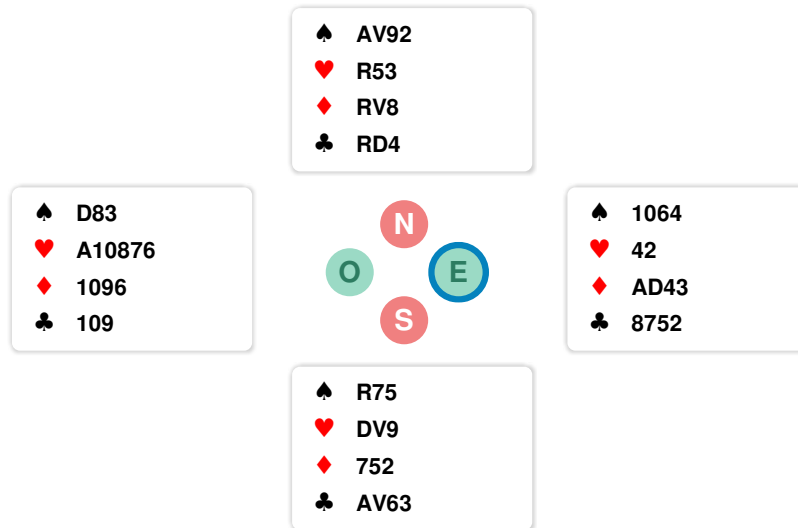 ♠ AV92
♥ R53
♦ RV8
♣ RD4
♠ D83
♥ A10876
♦ 1096
♣ 109
N
O
E
S
♠ 1064
♥ 42
♦ AD43
♣ 8752
♠ R75
♥ DV9
♦ 752
♣ AV63